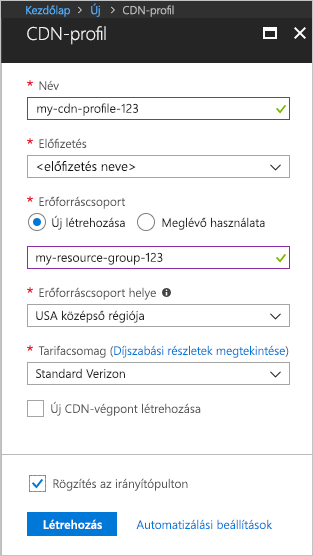 Kezdőlap > Új > CDN-profil
CDN-profil
* Név
my-cdn-profile-123
* Előfizetés
<előfizetés neve>
* Erőforráscsoport
Új létrehozása Meglévő használata
my-resource-group-123
* Erőforráscsoport helye
USA középső régiója
* Tarifacsomag (Díjszabási részletek megtekintése)
Standard Verizon
Új CDN-végpont létrehozása
Rögzítés az irányítópulton
Létrehozás Automatizálási beállítások